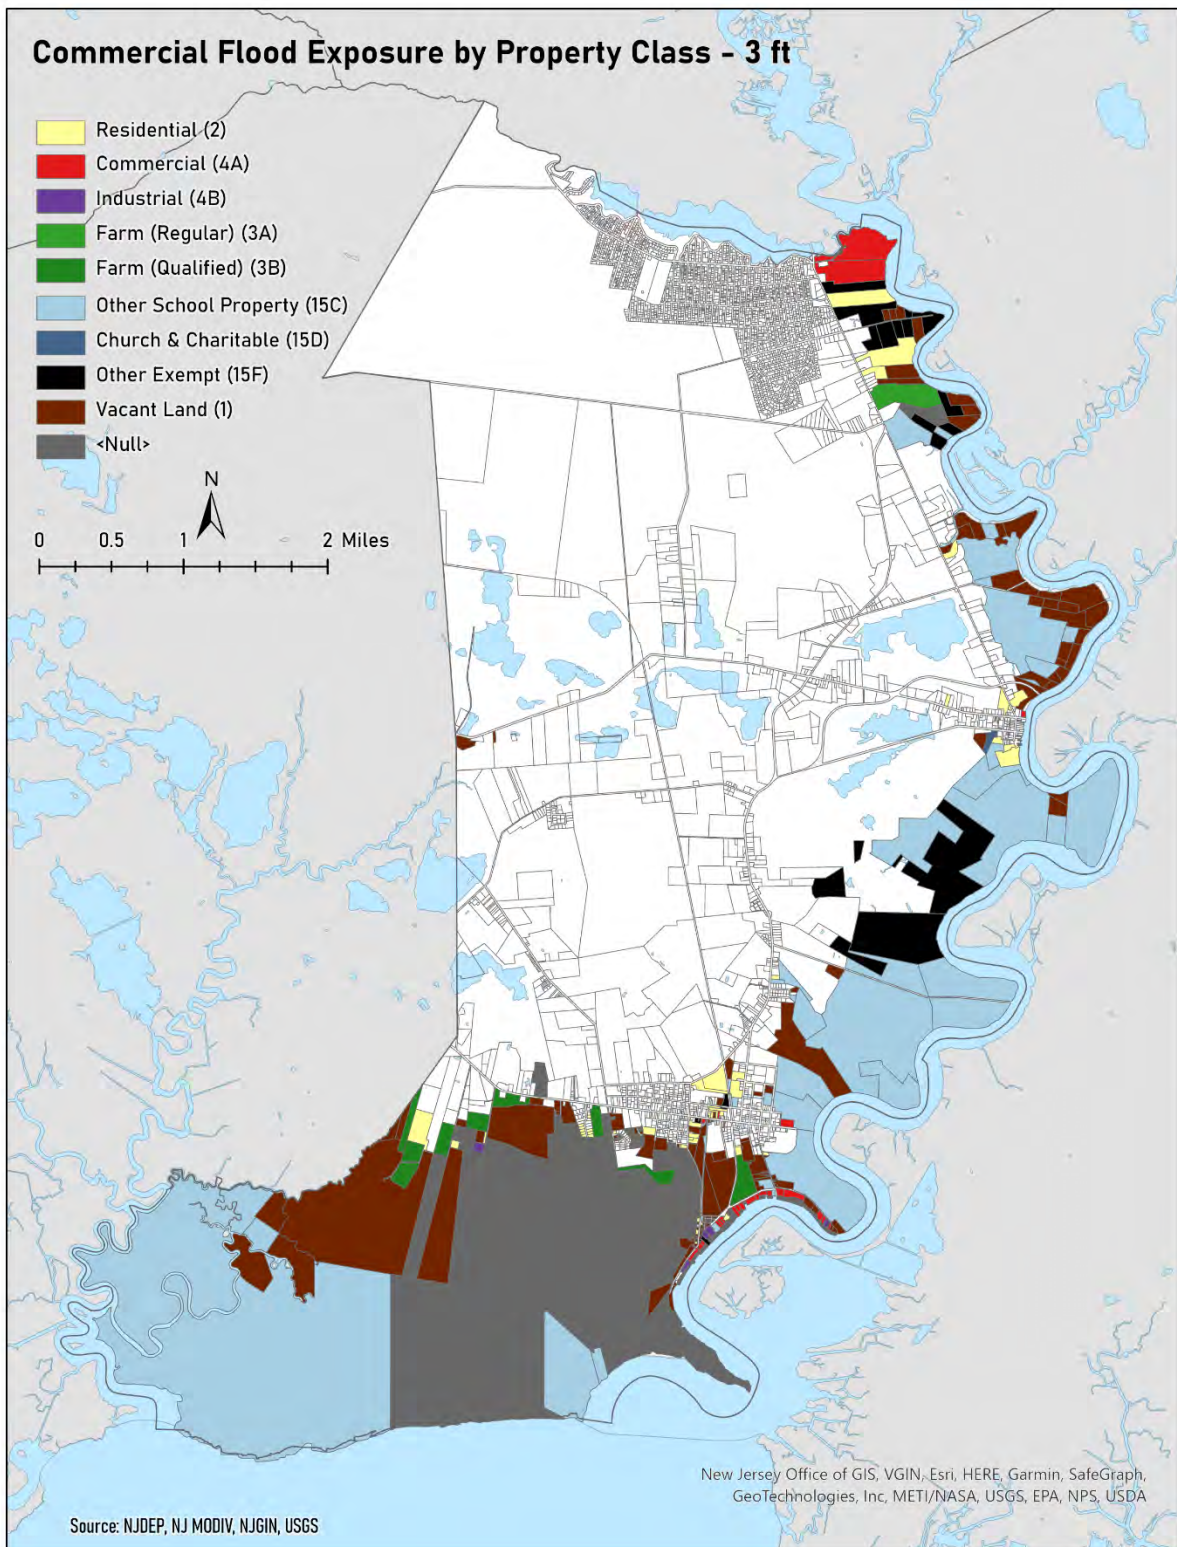 Commercial Flood Exposure by Property Class - 3 ft
Residential (2)
Commercial (4A)
Industrial (4B)
Farm (Regular) (3A)
Farm (Qualified) (3B)
Other School Property (15C)
Church & Charitable (15D)
Other Exempt (15F)
Vacant Land (1)
<Null>
N
0 0.5 1 2 Miles
New Jersey Office of GIS, VGIN, Esri, HERE, Garmin, SafeGraph,
GeoTechnologies, Inc, METI/NASA, USGS, EPA, NPS, USDA
Source: NJDEP, NJ MODIV, NJGIN, USGS